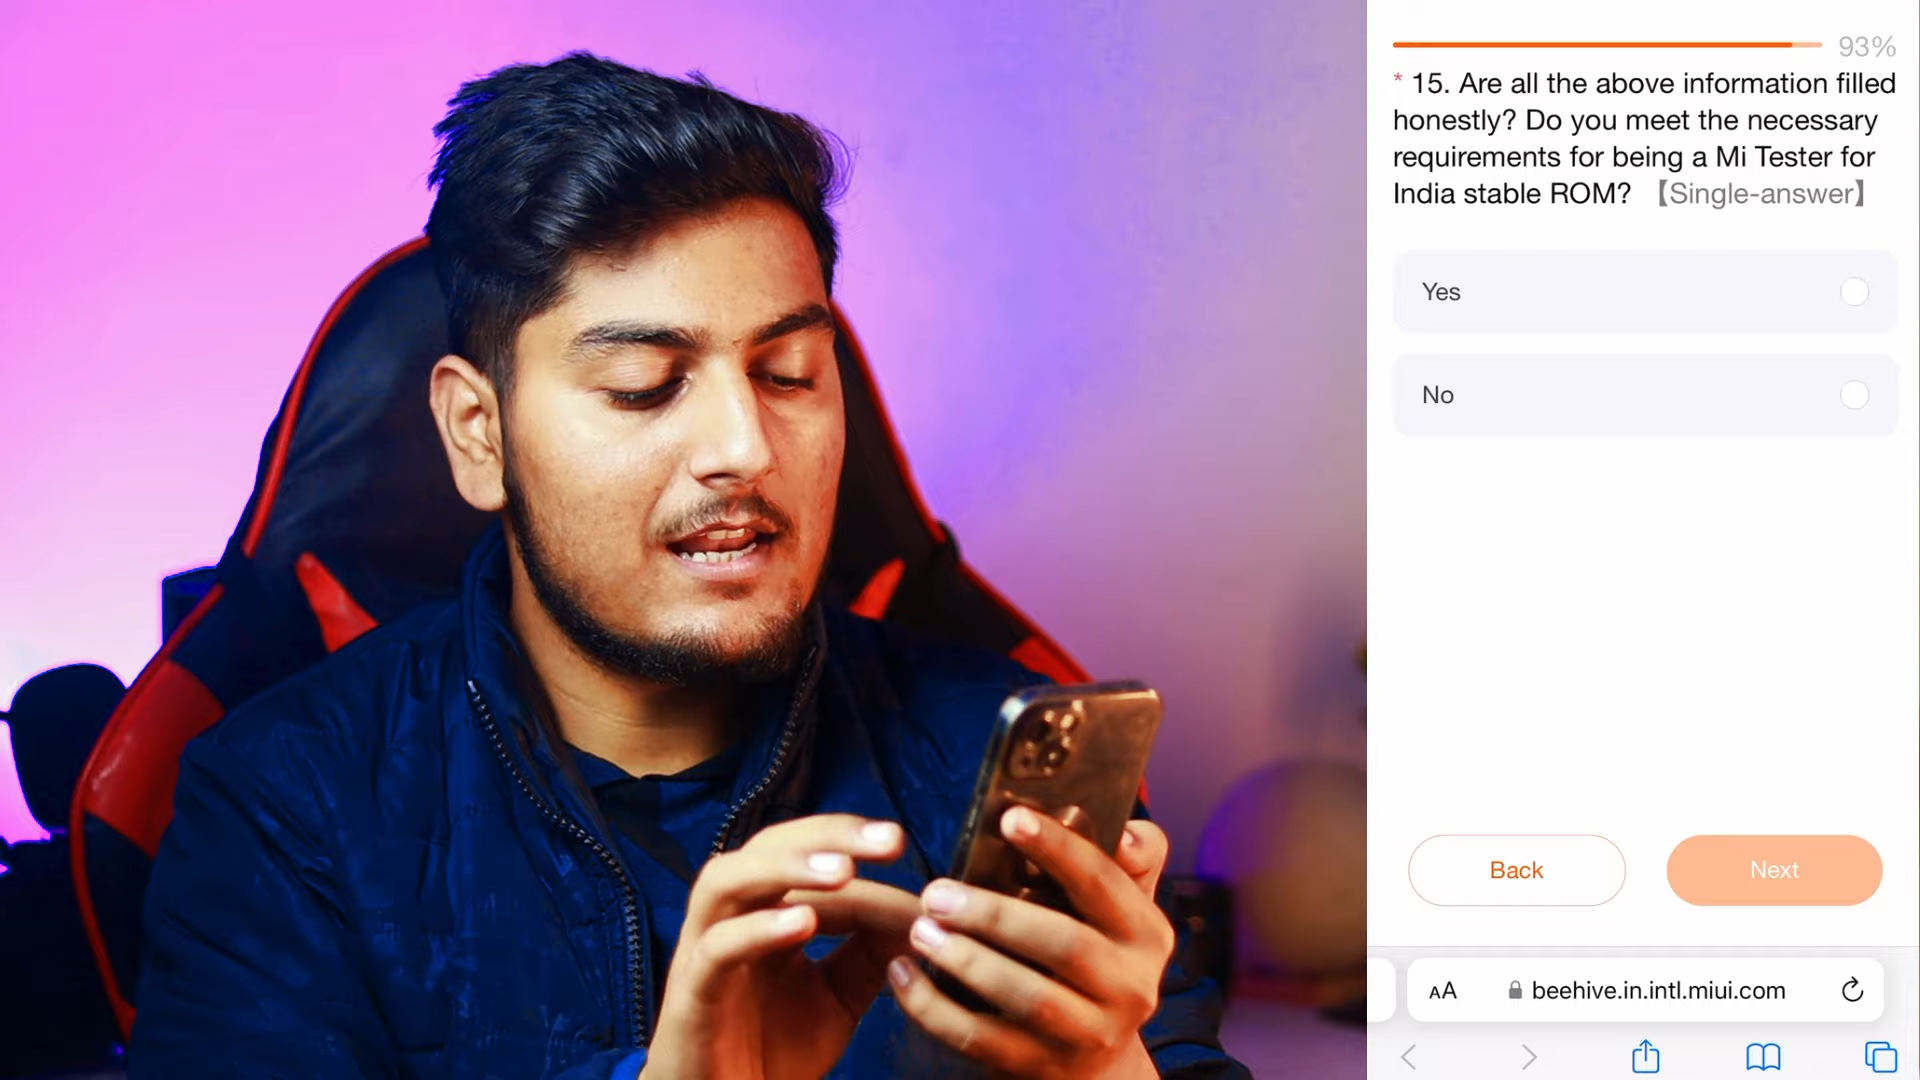 93%
* 15. Are all the above information filled
honestly? Do you meet the necessary
requirements for being a Mi Tester for
India stable ROM? 【Single-answer】
Yes
No
Back
Next
AA
beehive.in.intl.miui.com